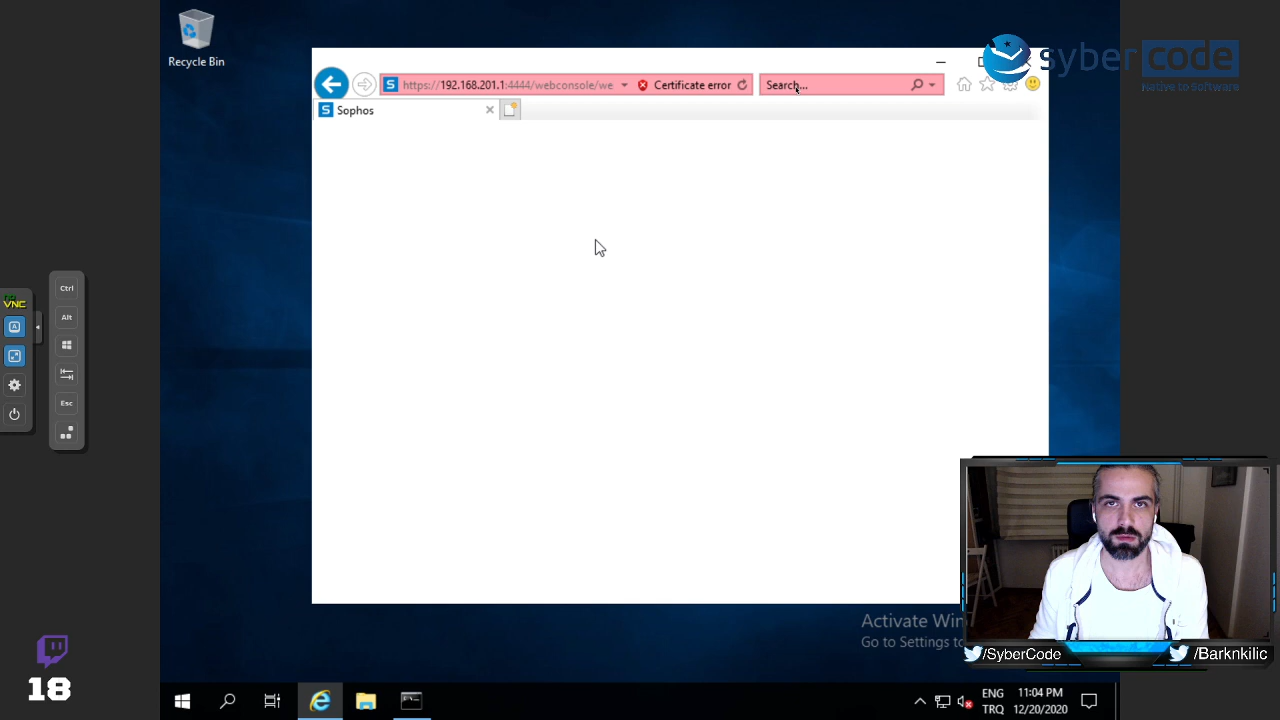 Recycle Bin
https://192.168.201.1:4444/webconsole/we
Certificate error
Search...
Sophos
syber code
Native to Software
VNC
Ctrl
Alt
Esc
Activate Win
Go to Settings to
/SyberCode
/Barknkilic
18
ENG
TRQ
11:04 PM
12/20/2020